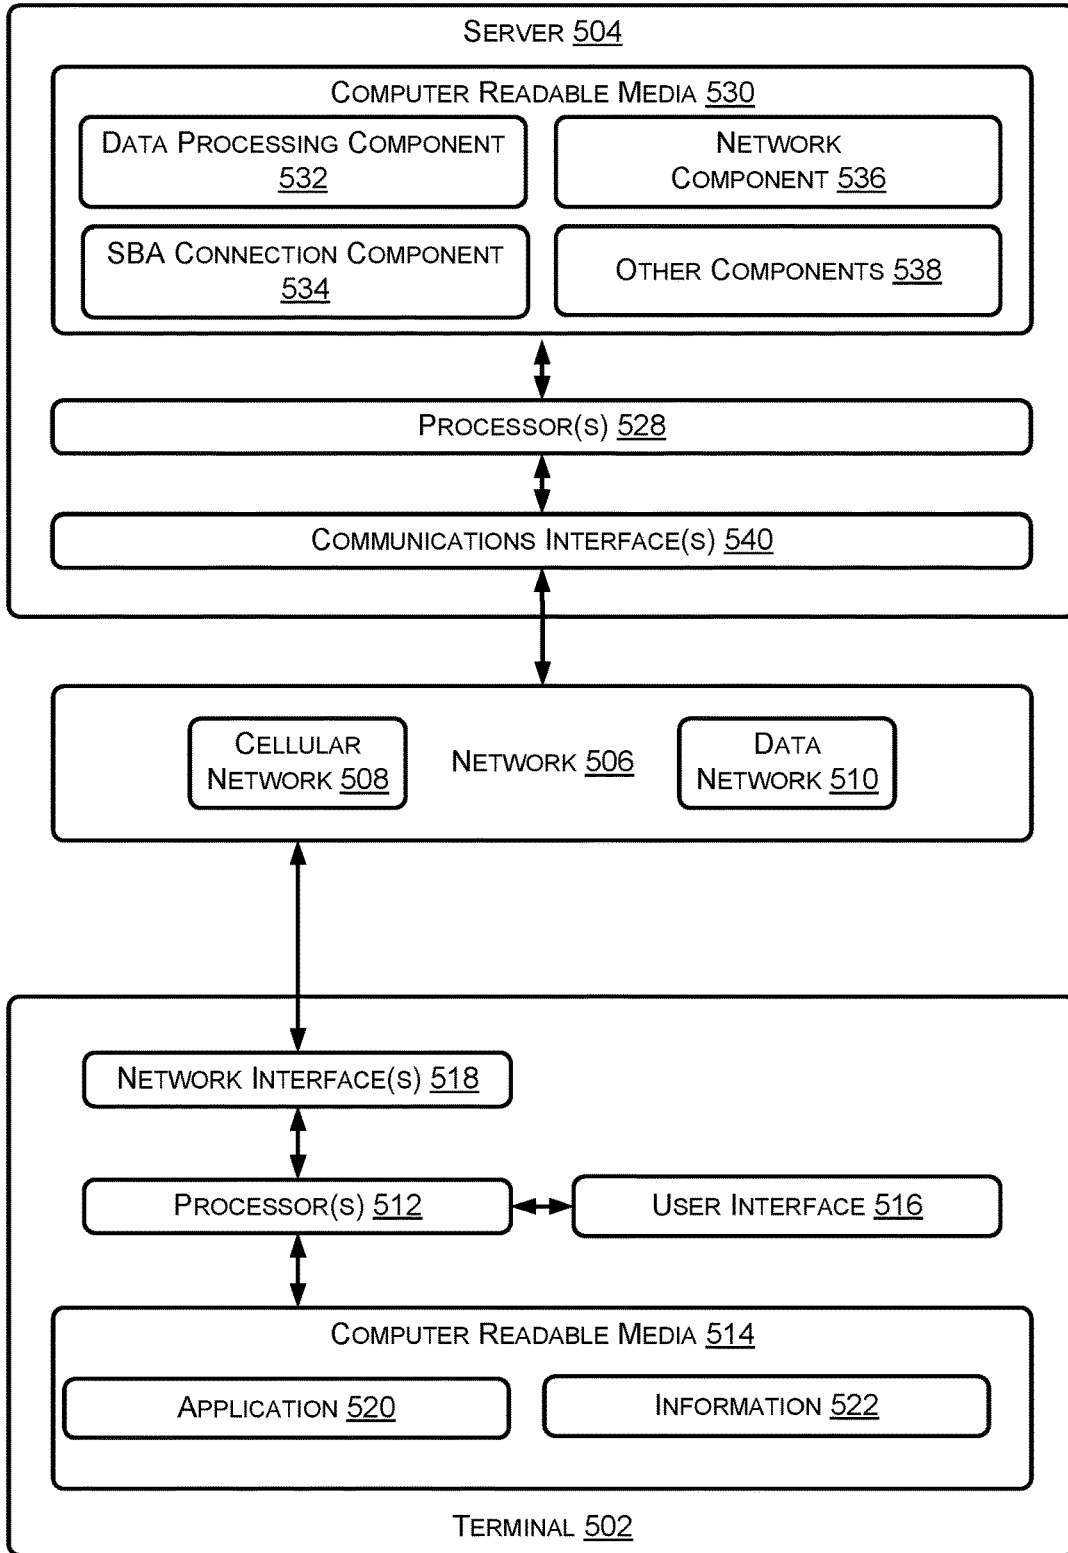 SERVER 504
COMPUTER READABLE MEDIA 530
DATA PROCESSING COMPONENT
532
NETWORK
COMPONENT 536
SBA CONNECTION COMPONENT
534
OTHER COMPONENTS 538
PROCESSOR(S) 528
COMMUNICATIONS INTERFACE(S) 540
CELLULAR
NETWORK 508
NETWORK 506
DATA
NETWORK 510
NETWORK INTERFACE(S) 518
PROCESSOR(S) 512
USER INTERFACE 516
COMPUTER READABLE MEDIA 514
APPLICATION 520
INFORMATION 522
TERMINAL 502